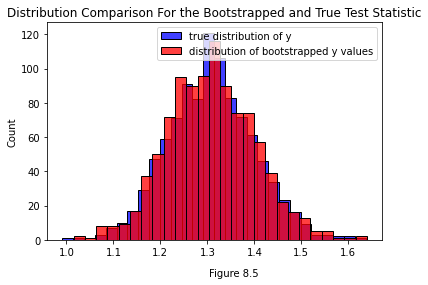 Distribution Comparison For the Bootstrapped and True Test Statistic
true distribution of y
distribution of bootstrapped y values
Count
120
100
80
60
40
20
0
1.0 1.1 1.2 1.3 1.4 1.5 1.6
Figure 8.5